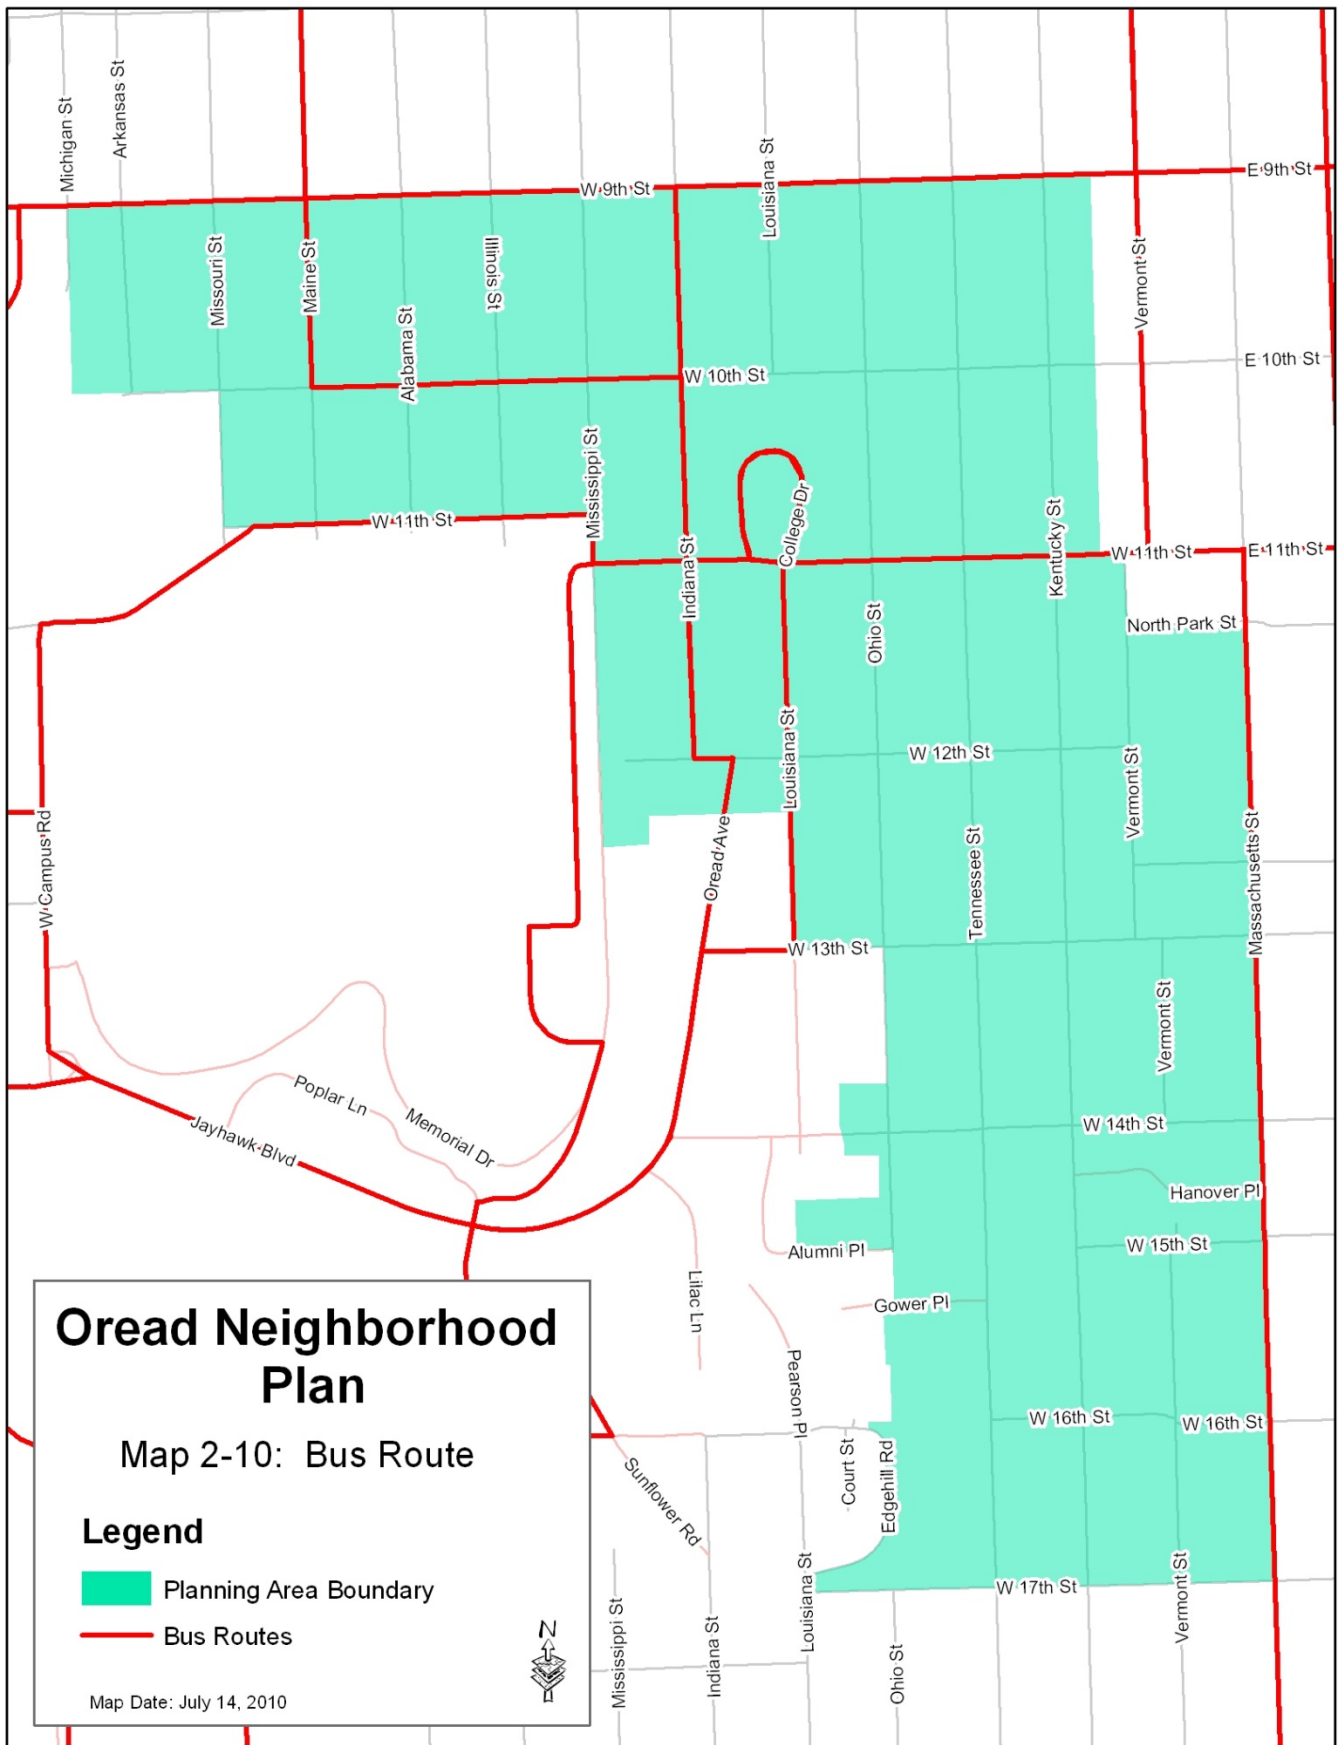 Michigan St
Arkansas St
Louisiana St
W 9th St
E 9th St
Missouri St
Maine St
Illinois St
Alabama St
Vermont St
W 10th St
E 10th St
Mississippi St
College Dr
Kentucky St
W 11th St
Indiana St
W 11th St
E 11th St
Ohio St
North Park St
Louisiana St
W 12th St
Vermont St
W Campus Rd
Oread Ave
Tennessee St
Massachusetts St
W 13th St
Vermont St
Poplar Ln
Memorial Dr
Jayhawk Blvd
W 14th St
Hanover Pl
Alumni Pl
W 15th St
Lilac Ln
Gower Pl
Pearson Pl
W 16th St
W 16th St
Sunflower Rd
Court St
Edgehill Rd
W 17th St
Mississippi St
Indiana St
Louisiana St
Ohio St
Vermont St
Oread Neighborhood
Plan
Map 2-10: Bus Route
Legend
Planning Area Boundary
Bus Routes
N
Map Date: July 14, 2010